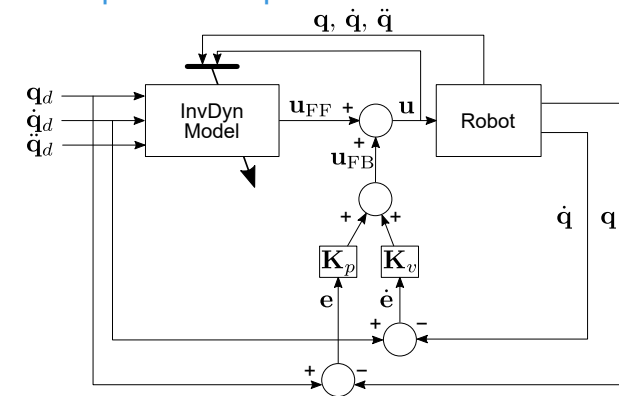 q, q̇, q̈
q_d
q̇_d
q̈_d
InvDyn
Model
u_FF
+
u
Robot
+
u_FB
+
+
q̇
q
K_p
K_v
e
ė
+
−
+
−